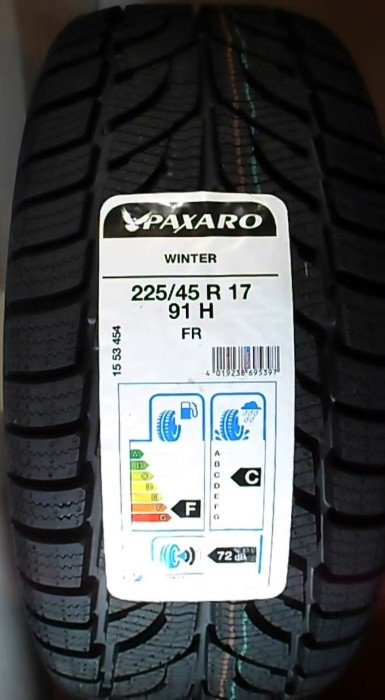 PAXARO
WINTER
225/45 R 17
91 H
FR
15 53 454
4 019238 695397
A
B
C
D
E
F
G
F
A
B
C
D
E
F
G
C
72 dB